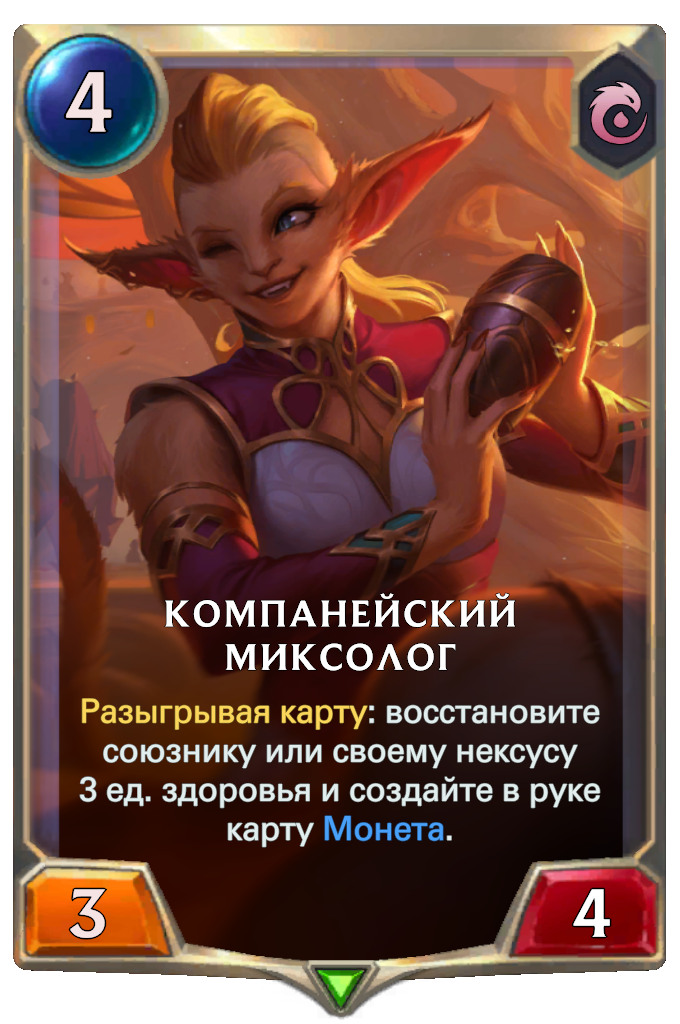 4
КОМПАНЕЙСКИЙ
МИКСОЛОГ
Разыгрывая карту: восстановите
союзнику или своему нексусу
3 ед. здоровья и создайте в руке
карту Монета.
3
4